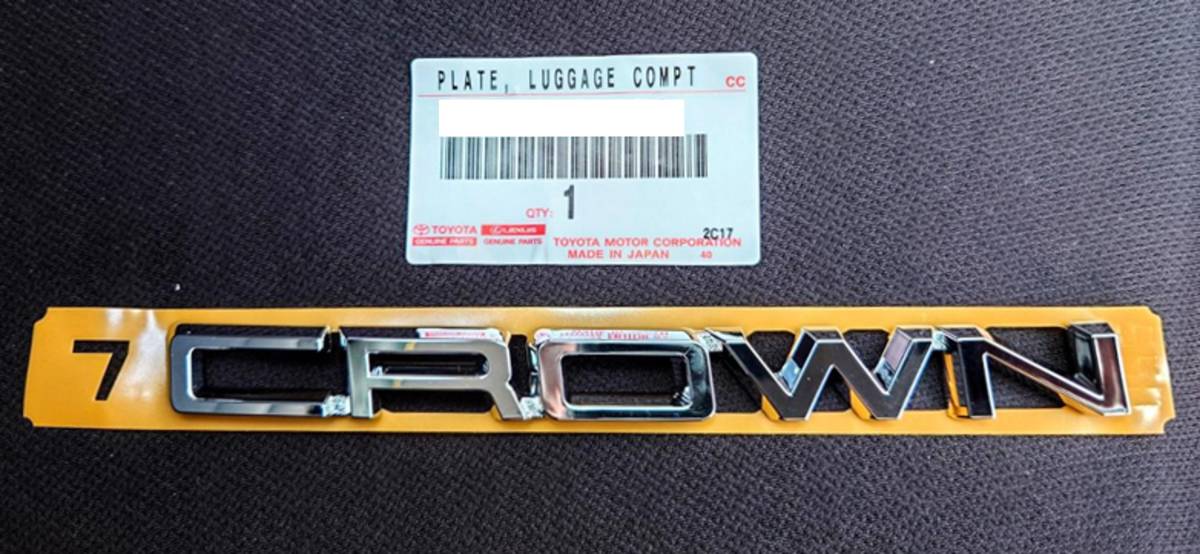 PLATE, LUGGAGE COMPT CC
QTY: 1
TOYOTA LEXUS
GENUINE PARTS GENUINE PARTS
2C17
TOYOTA MOTOR CORPORATION
MADE IN JAPAN 40
7 CROWN